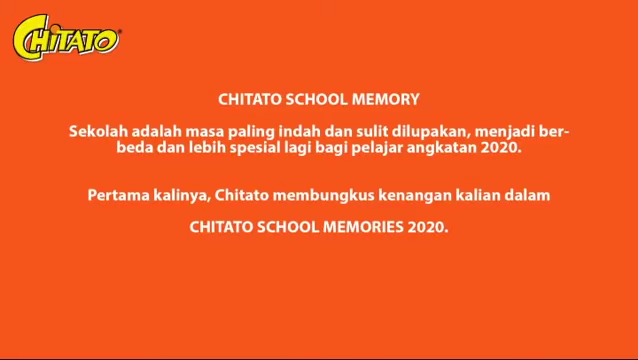 CHITATO
CHITATO SCHOOL MEMORY
Sekolah adalah masa paling indah dan sulit dilupakan, menjadi ber-
beda dan lebih spesial lagi bagi pelajar angkatan 2020.
Pertama kalinya, Chitato membungkus kenangan kalian dalam
CHITATO SCHOOL MEMORIES 2020.